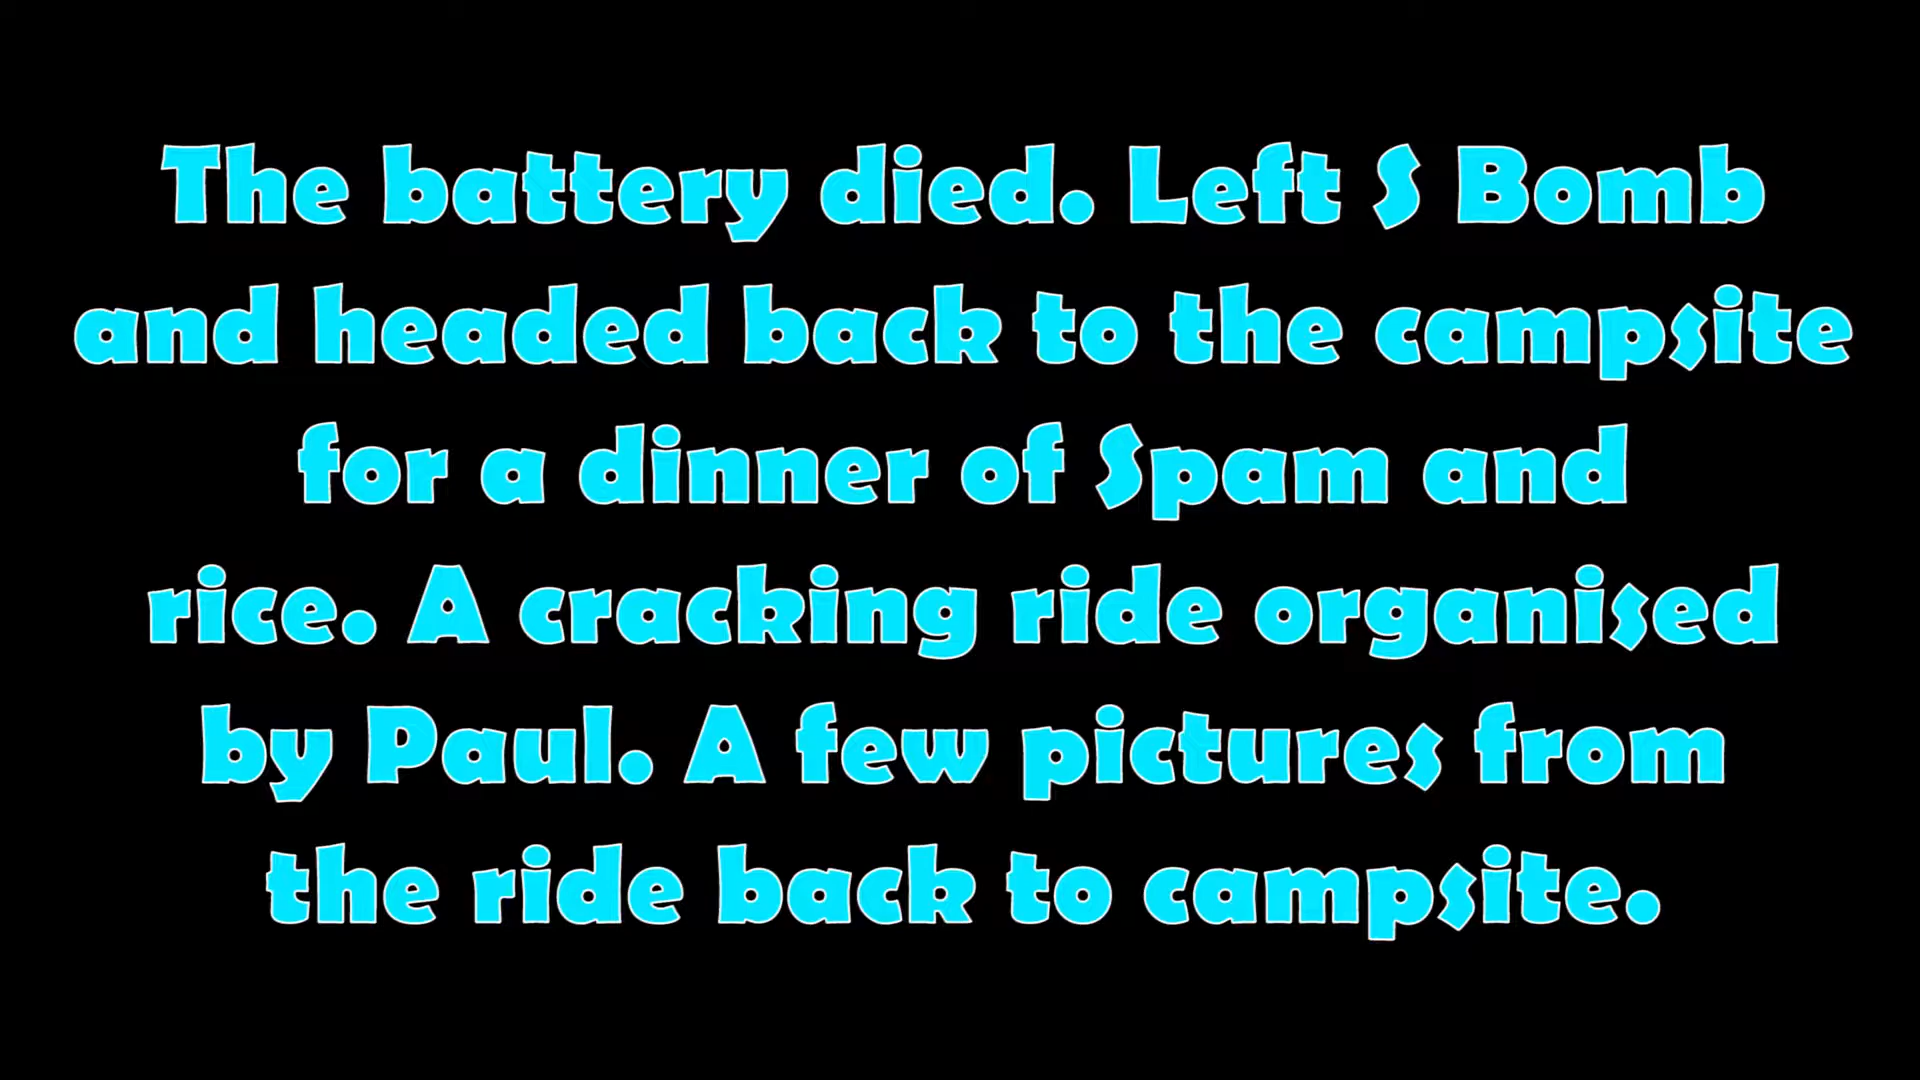 The battery died. Left S Bomb
and headed back to the campsite
for a dinner of Spam and
rice. A cracking ride organised
by Paul. A few pictures from
the ride back to campsite.